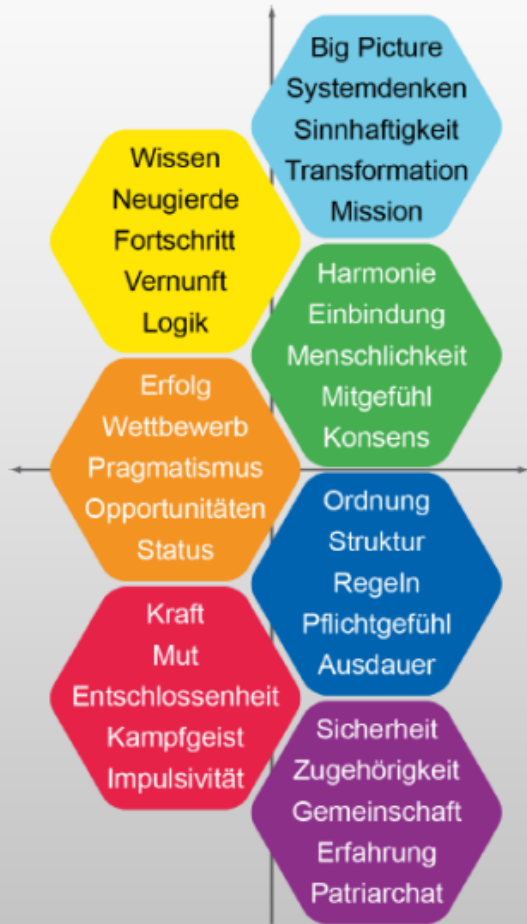 Big Picture
Systemdenken
Sinnhaftigkeit
Transformation
Mission
Wissen
Neugierde
Fortschritt
Vernunft
Logik
Harmonie
Einbindung
Menschlichkeit
Mitgefühl
Konsens
Erfolg
Wettbewerb
Pragmatismus
Opportunitäten
Status
Ordnung
Struktur
Regeln
Pflichtgefühl
Ausdauer
Kraft
Mut
Entschlossenheit
Kampfgeist
Impulsivität
Sicherheit
Zugehörigkeit
Gemeinschaft
Erfahrung
Patriarchat